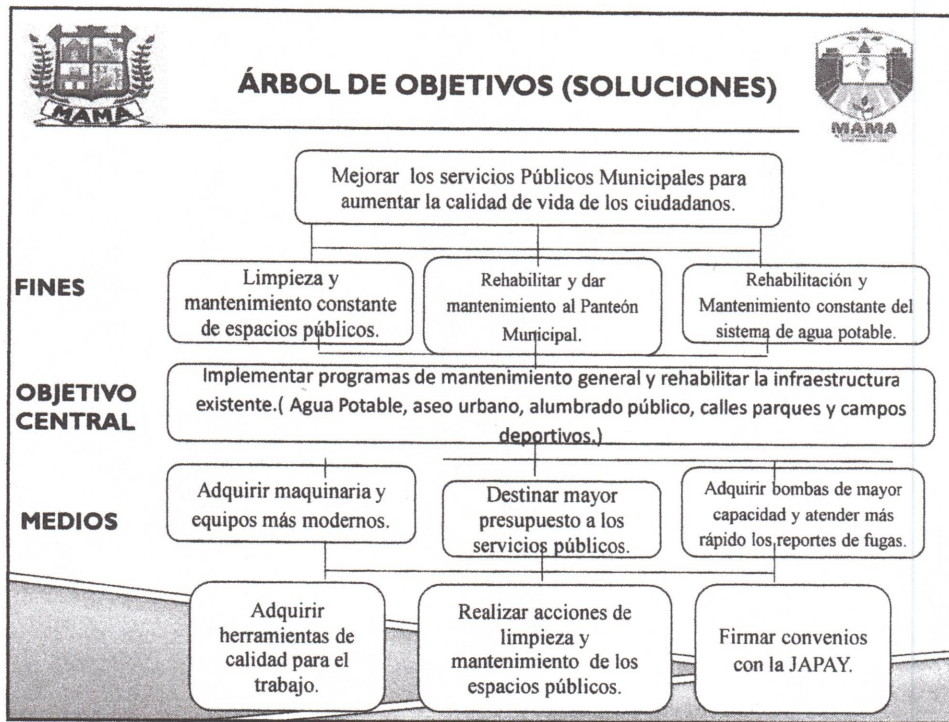 MAMA
ÁRBOL DE OBJETIVOS (SOLUCIONES)
MAMA
Mejorar los servicios Públicos Municipales para
aumentar la calidad de vida de los ciudadanos.
FINES
Limpieza y
mantenimiento constante
de espacios públicos.
Rehabilitar y dar
mantenimiento al Panteón
Municipal.
Rehabilitación y
Mantenimiento constante del
sistema de agua potable.
OBJETIVO
CENTRAL
Implementar programas de mantenimiento general y rehabilitar la infraestructura
existente.( Agua Potable, aseo urbano, alumbrado público, calles parques y campos
deportivos.)
MEDIOS
Adquirir maquinaria y
equipos más modernos.
Destinar mayor
presupuesto a los
servicios públicos.
Adquirir bombas de mayor
capacidad y atender más
rápido los reportes de fugas.
Adquirir
herramientas de
calidad para el
trabajo.
Realizar acciones de
limpieza y
mantenimiento de los
espacios públicos.
Firmar convenios
con la JAPAY.